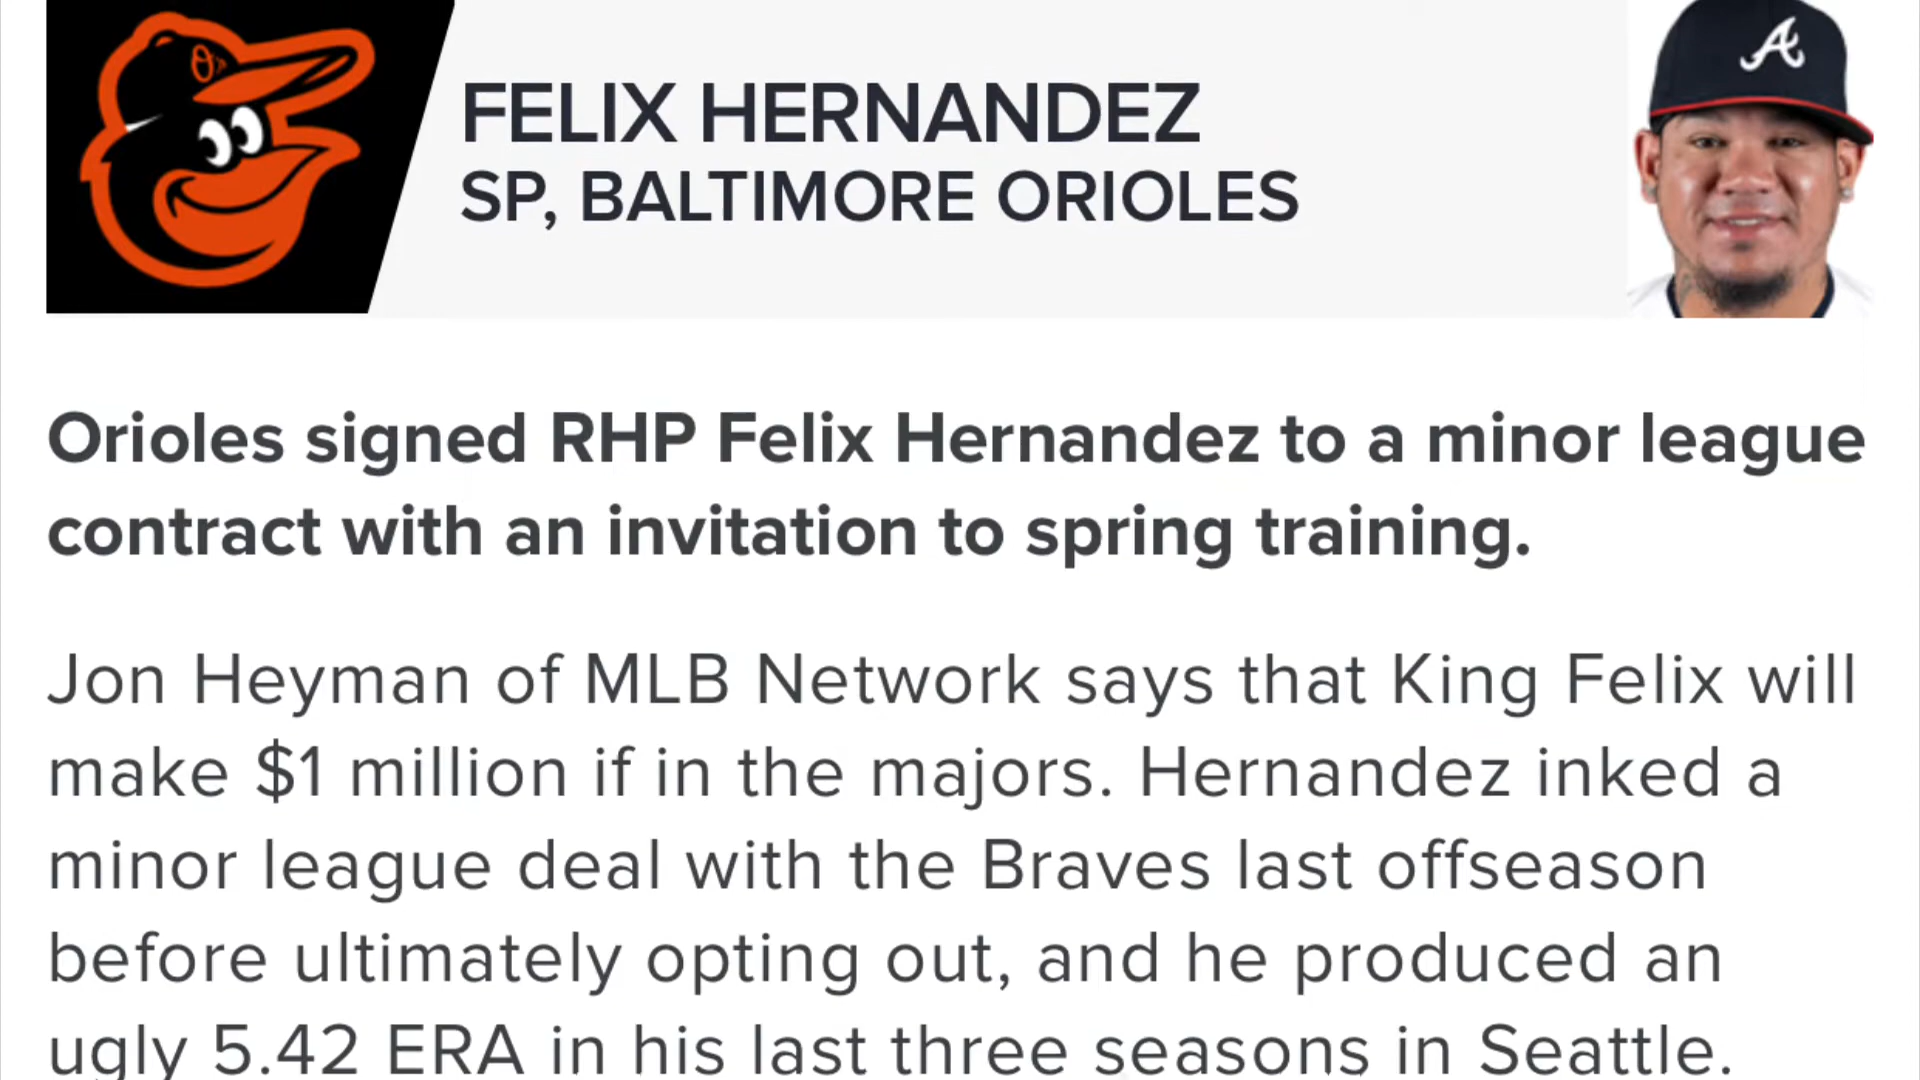 FELIX HERNANDEZ
SP, BALTIMORE ORIOLES
Orioles signed RHP Felix Hernandez to a minor league
contract with an invitation to spring training.
Jon Heyman of MLB Network says that King Felix will
make $1 million if in the majors. Hernandez inked a
minor league deal with the Braves last offseason
before ultimately opting out, and he produced an
ugly 5.42 ERA in his last three seasons in Seattle.